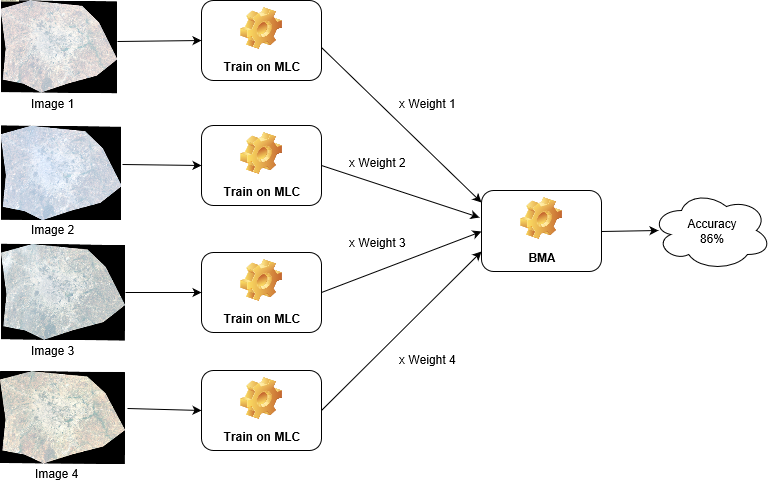 Image 1
Train on MLC
x Weight 1
Image 2
Train on MLC
x Weight 2
BMA
Accuracy
86%
Image 3
Train on MLC
x Weight 3
Image 4
Train on MLC
x Weight 4